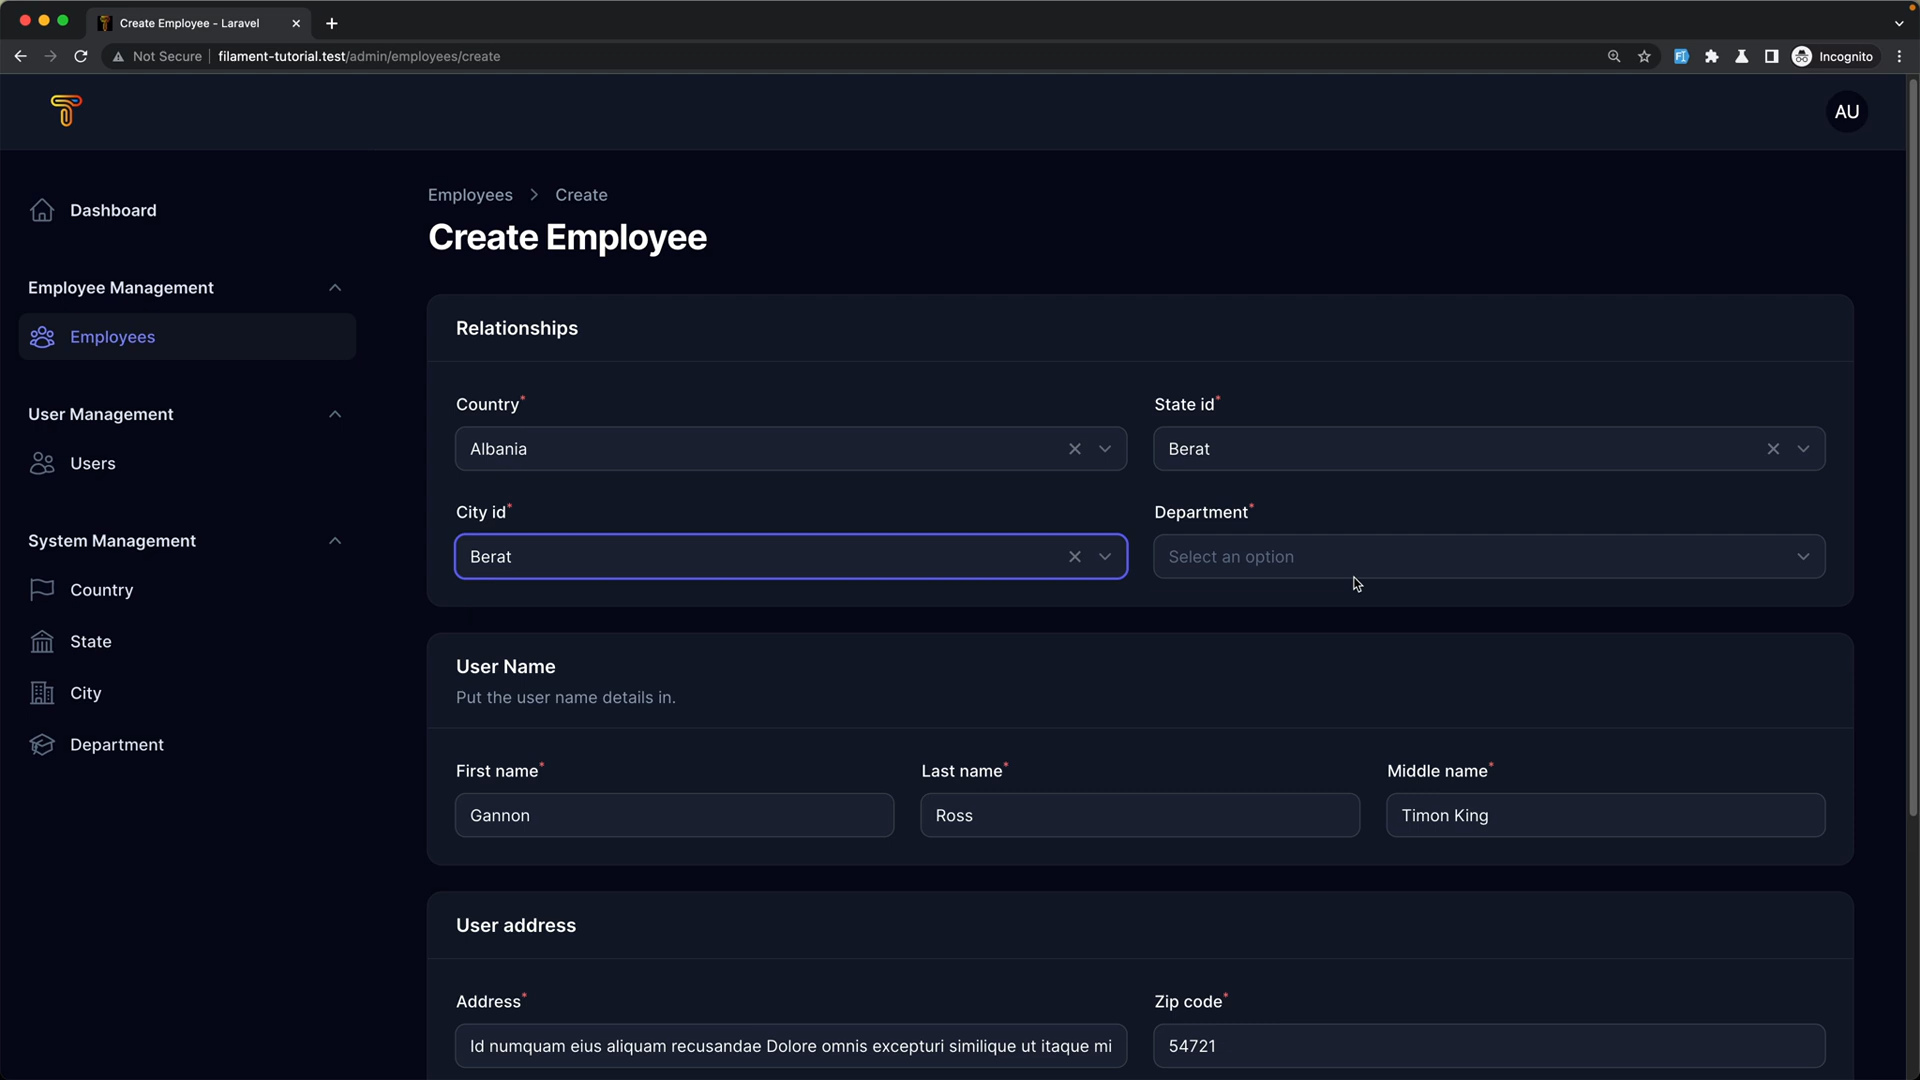 Create Employee - Laravel
Not Secure
filament-tutorial.test/admin/employees/create
Incognito
AU
Dashboard
Employee Management
Employees
User Management
Users
System Management
Country
State
City
Department
Employees > Create
Create Employee
Relationships
Country*
State id*
Albania
Berat
City id*
Department*
Berat
Select an option
User Name
Put the user name details in.
First name*
Last name*
Middle name*
Gannon
Ross
Timon King
User address
Address*
Zip code*
Id numquam eius aliquam recusandae Dolore omnis excepturi similique ut itaque mi
54721